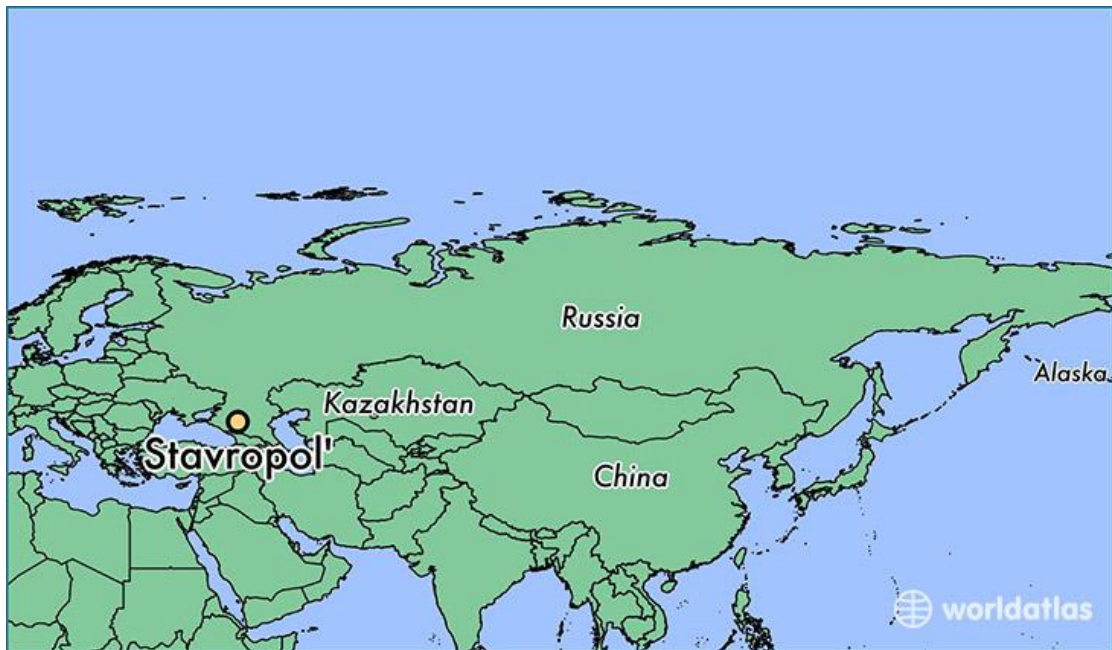 Russia
Alaska
Kazakhstan
Stavropol'
China
worldatlas